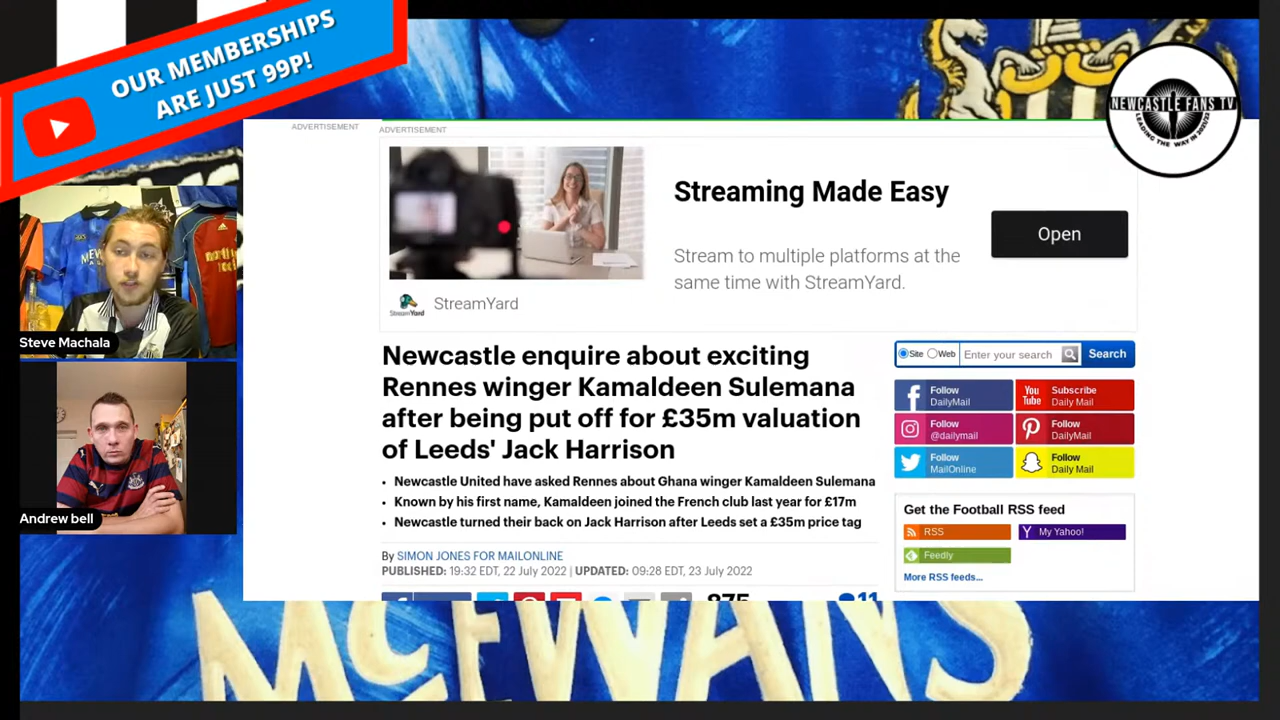 OUR MEMBERSHIPS
ARE JUST 99P!
NEWCASTLE FANS TV
LEADING THE WAY IN 2021/22
ADVERTISEMENT
ADVERTISEMENT
Streaming Made Easy
Open
Stream to multiple platforms at the
same time with StreamYard.
StreamYard
StreamYard
Steve Machala
Andrew bell
Newcastle enquire about exciting
Rennes winger Kamaldeen Sulemana
after being put off for £35m valuation
of Leeds' Jack Harrison
• Newcastle United have asked Rennes about Ghana winger Kamaldeen Sulemana
• Known by his first name, Kamaldeen joined the French club last year for £17m
• Newcastle turned their back on Jack Harrison after Leeds set a £35m price tag
By SIMON JONES FOR MAILONLINE
PUBLISHED: 19:32 EDT, 22 July 2022 | UPDATED: 09:28 EDT, 23 July 2022
875
11
Site
Web
Enter your search
Search
Follow
DailyMail
You
Tube
Subscribe
Daily Mail
Follow
@dailymail
Follow
DailyMail
Follow
MailOnline
Follow
Daily Mail
Get the Football RSS feed
RSS
My Yahoo!
Feedly
More RSS feeds...
McEWANS